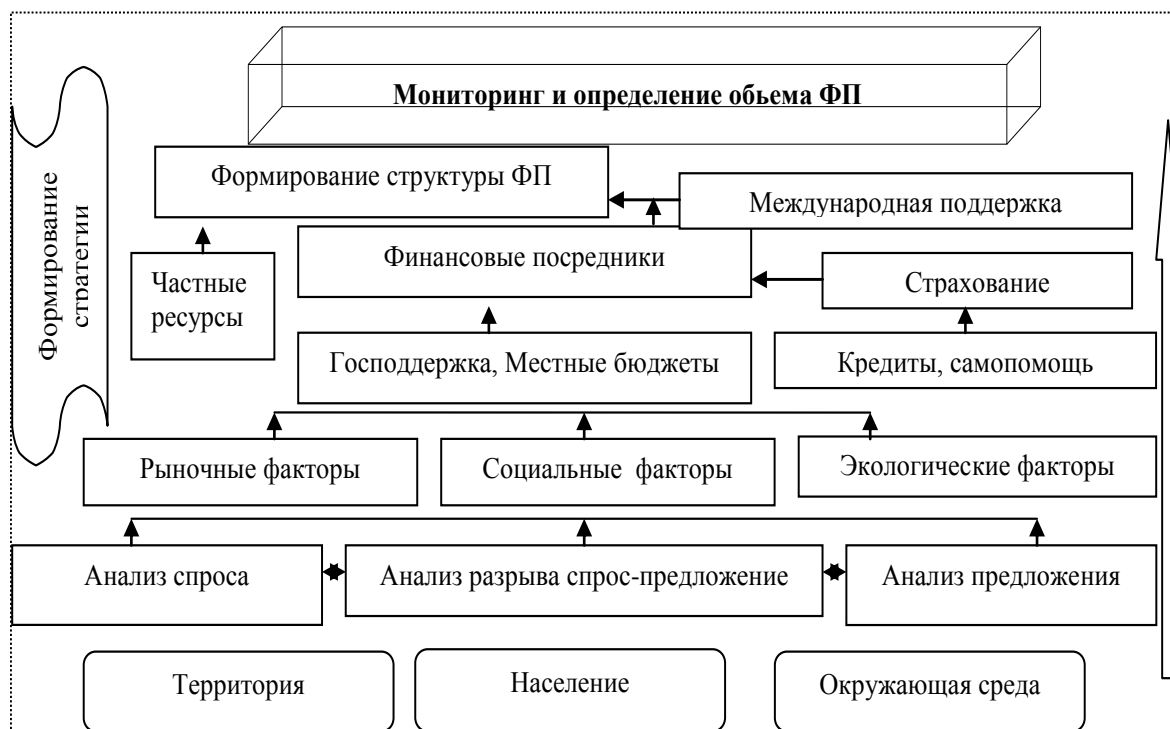 Мониторинг и определение обьема ФП
Формирование
стратегии
Формирование структуры ФП
Международная поддержка
Финансовые посредники
Частные
ресурсы
Страхование
Господдержка, Местные бюджеты
Кредиты, самопомощь
Рыночные факторы
Социальные факторы
Экологические факторы
Анализ спроса
Анализ разрыва спрос-предложение
Анализ предложения
Территория
Население
Окружающая среда